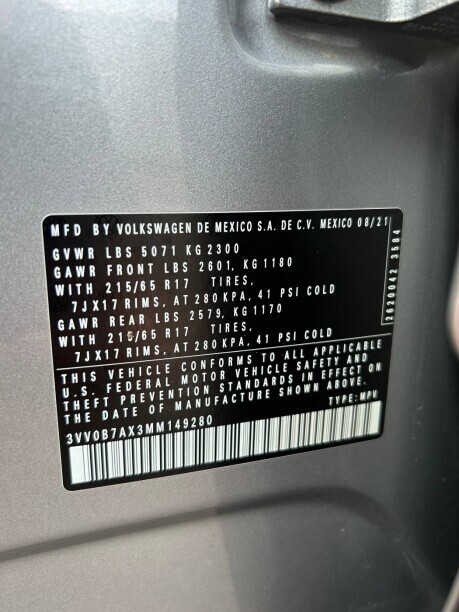 MFD BY VOLKSWAGEN DE MEXICO S.A. DE C.V. MEXICO 08/21
GVWR LBS 5071 KG 2300
GAWR FRONT LBS 2601, KG 1180
WITH 215/65 R17 TIRES,
7JX17 RIMS, AT 280KPA, 41 PSI COLD
GAWR REAR LBS 2579, KG 1170
WITH 215/65 R17 TIRES,
7JX17 RIMS, AT 280KPA, 41 PSI COLD
THIS VEHICLE CONFORMS TO ALL APPLICABLE
U.S. FEDERAL MOTOR VEHICLE SAFETY AND
THEFT PREVENTION STANDARDS IN EFFECT ON
THE DATE OF MANUFACTURE SHOWN ABOVE.
3VV0B7AX3MM149280 TYPE: MPV
2620042 3584